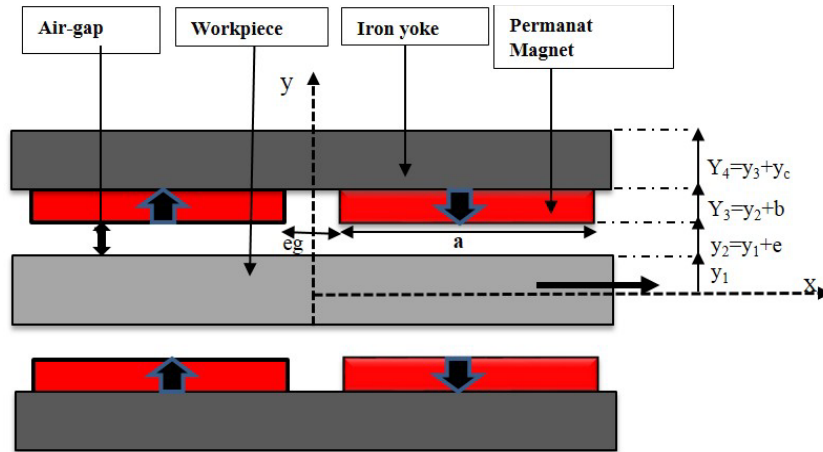 Air-gap
Workpiece
Iron yoke
Permanat
Magnet
y
Y4=y3+yc
Y3=y2+b
eg
a
y2=y1+e
y1
x